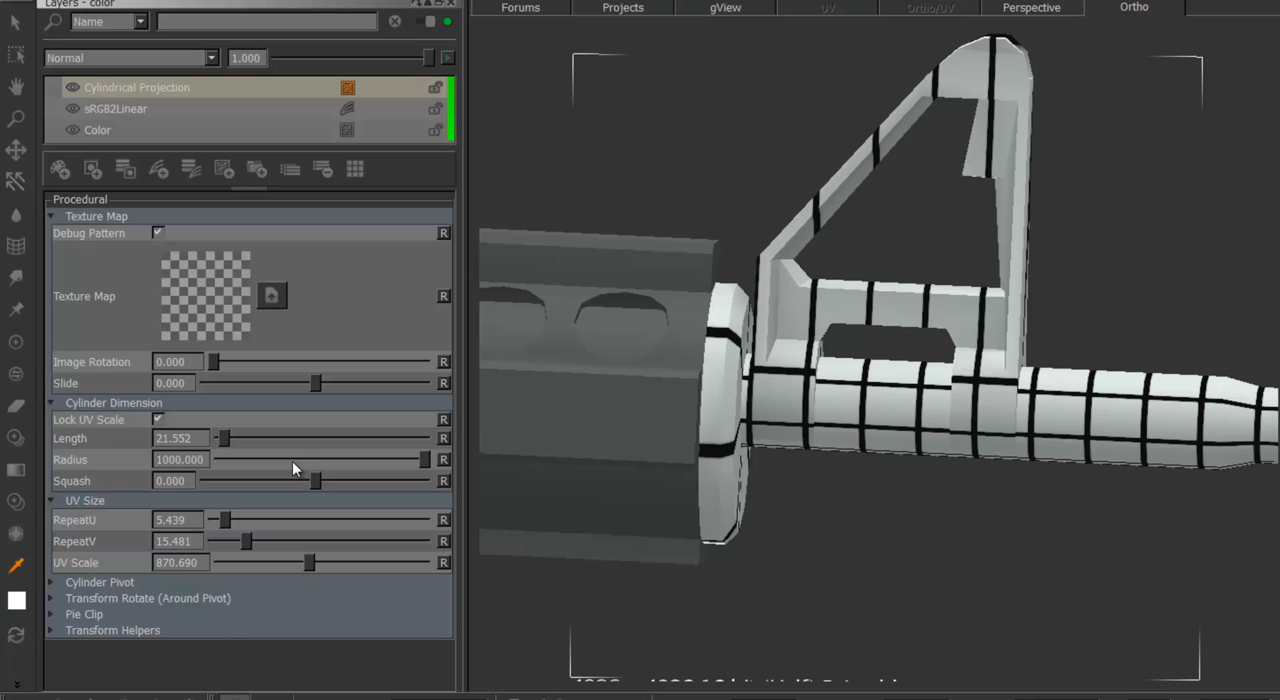 Layers - color
Forums Projects gView UV Ortho/UV Perspective Ortho
Name
Normal 1.000
Cylindrical Projection
sRGB2Linear
Color
Procedural
Texture Map
Debug Pattern R
Texture Map R
Image Rotation 0.000 R
Slide 0.000 R
Cylinder Dimension
Lock UV Scale R
Length 21.552 R
Radius 1000.000 R
Squash 0.000 R
UV Size
RepeatU 5.439 R
RepeatV 15.481 R
UV Scale 870.690 R
Cylinder Pivot
Transform Rotate (Around Pivot)
Pie Clip
Transform Helpers